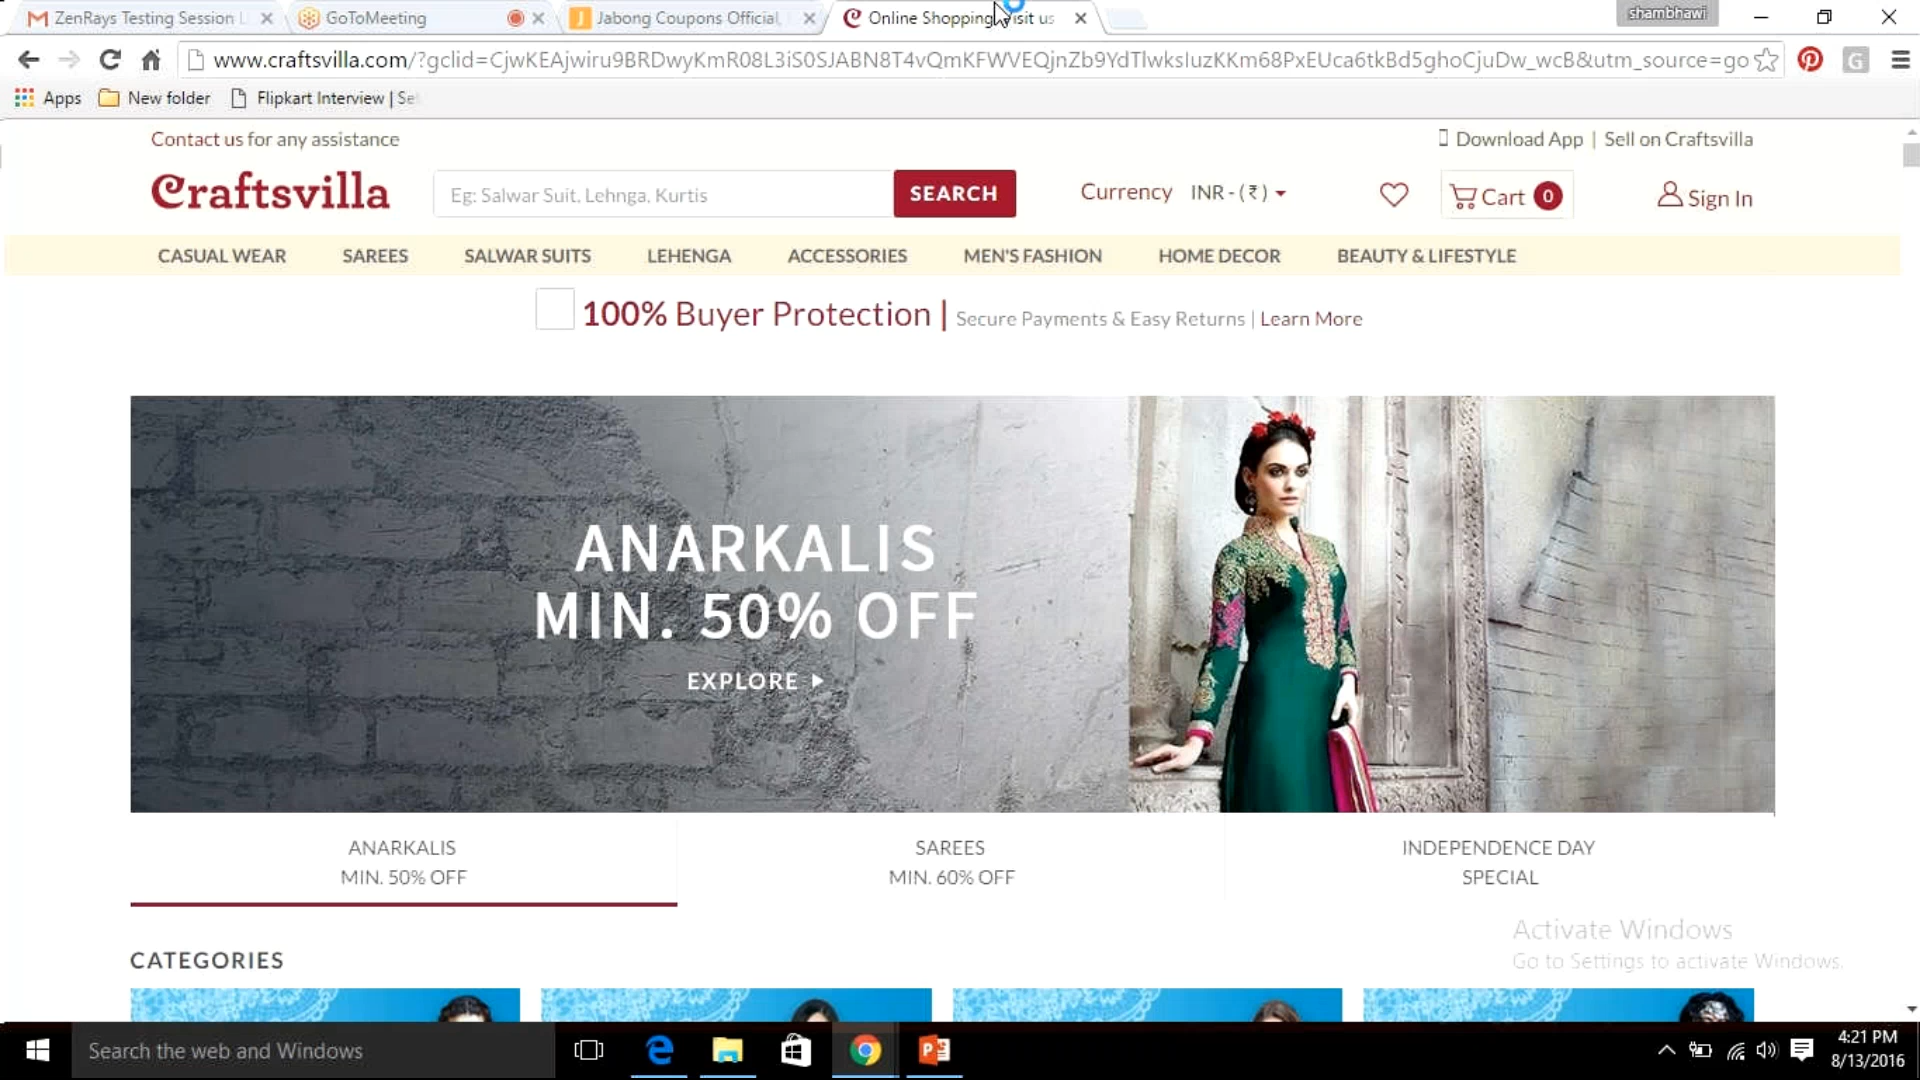 ZenRays Testing Session
GoToMeeting
Jabong Coupons Official,
Online Shopping
isit us
shambhawi
www.craftsvilla.com/?gclid=CjwKEAjwiru9BRDwyKmR08L3iS0SJABN8T4vQmKFWVEQjnZb9YdTlwksluzKKm68PxEUca6tkBd5ghoCjuDw_wcB&utm_source=go
Apps
New folder
Flipkart Interview | Se
Contact us for any assistance
Download App | Sell on Craftsvilla
Craftsvilla
Eg: Salwar Suit, Lehnga, Kurtis
SEARCH
Currency INR - (₹)
Cart 0
Sign In
CASUAL WEAR SAREES SALWAR SUITS LEHENGA ACCESSORIES MEN'S FASHION HOME DECOR BEAUTY & LIFESTYLE
100% Buyer Protection | Secure Payments & Easy Returns | Learn More
ANARKALIS
MIN. 50% OFF
EXPLORE
ANARKALIS
MIN. 50% OFF
SAREES
MIN. 60% OFF
INDEPENDENCE DAY
SPECIAL
Activate Windows
Go to Settings to activate Windows.
CATEGORIES
Search the web and Windows
4:21 PM
8/13/2016